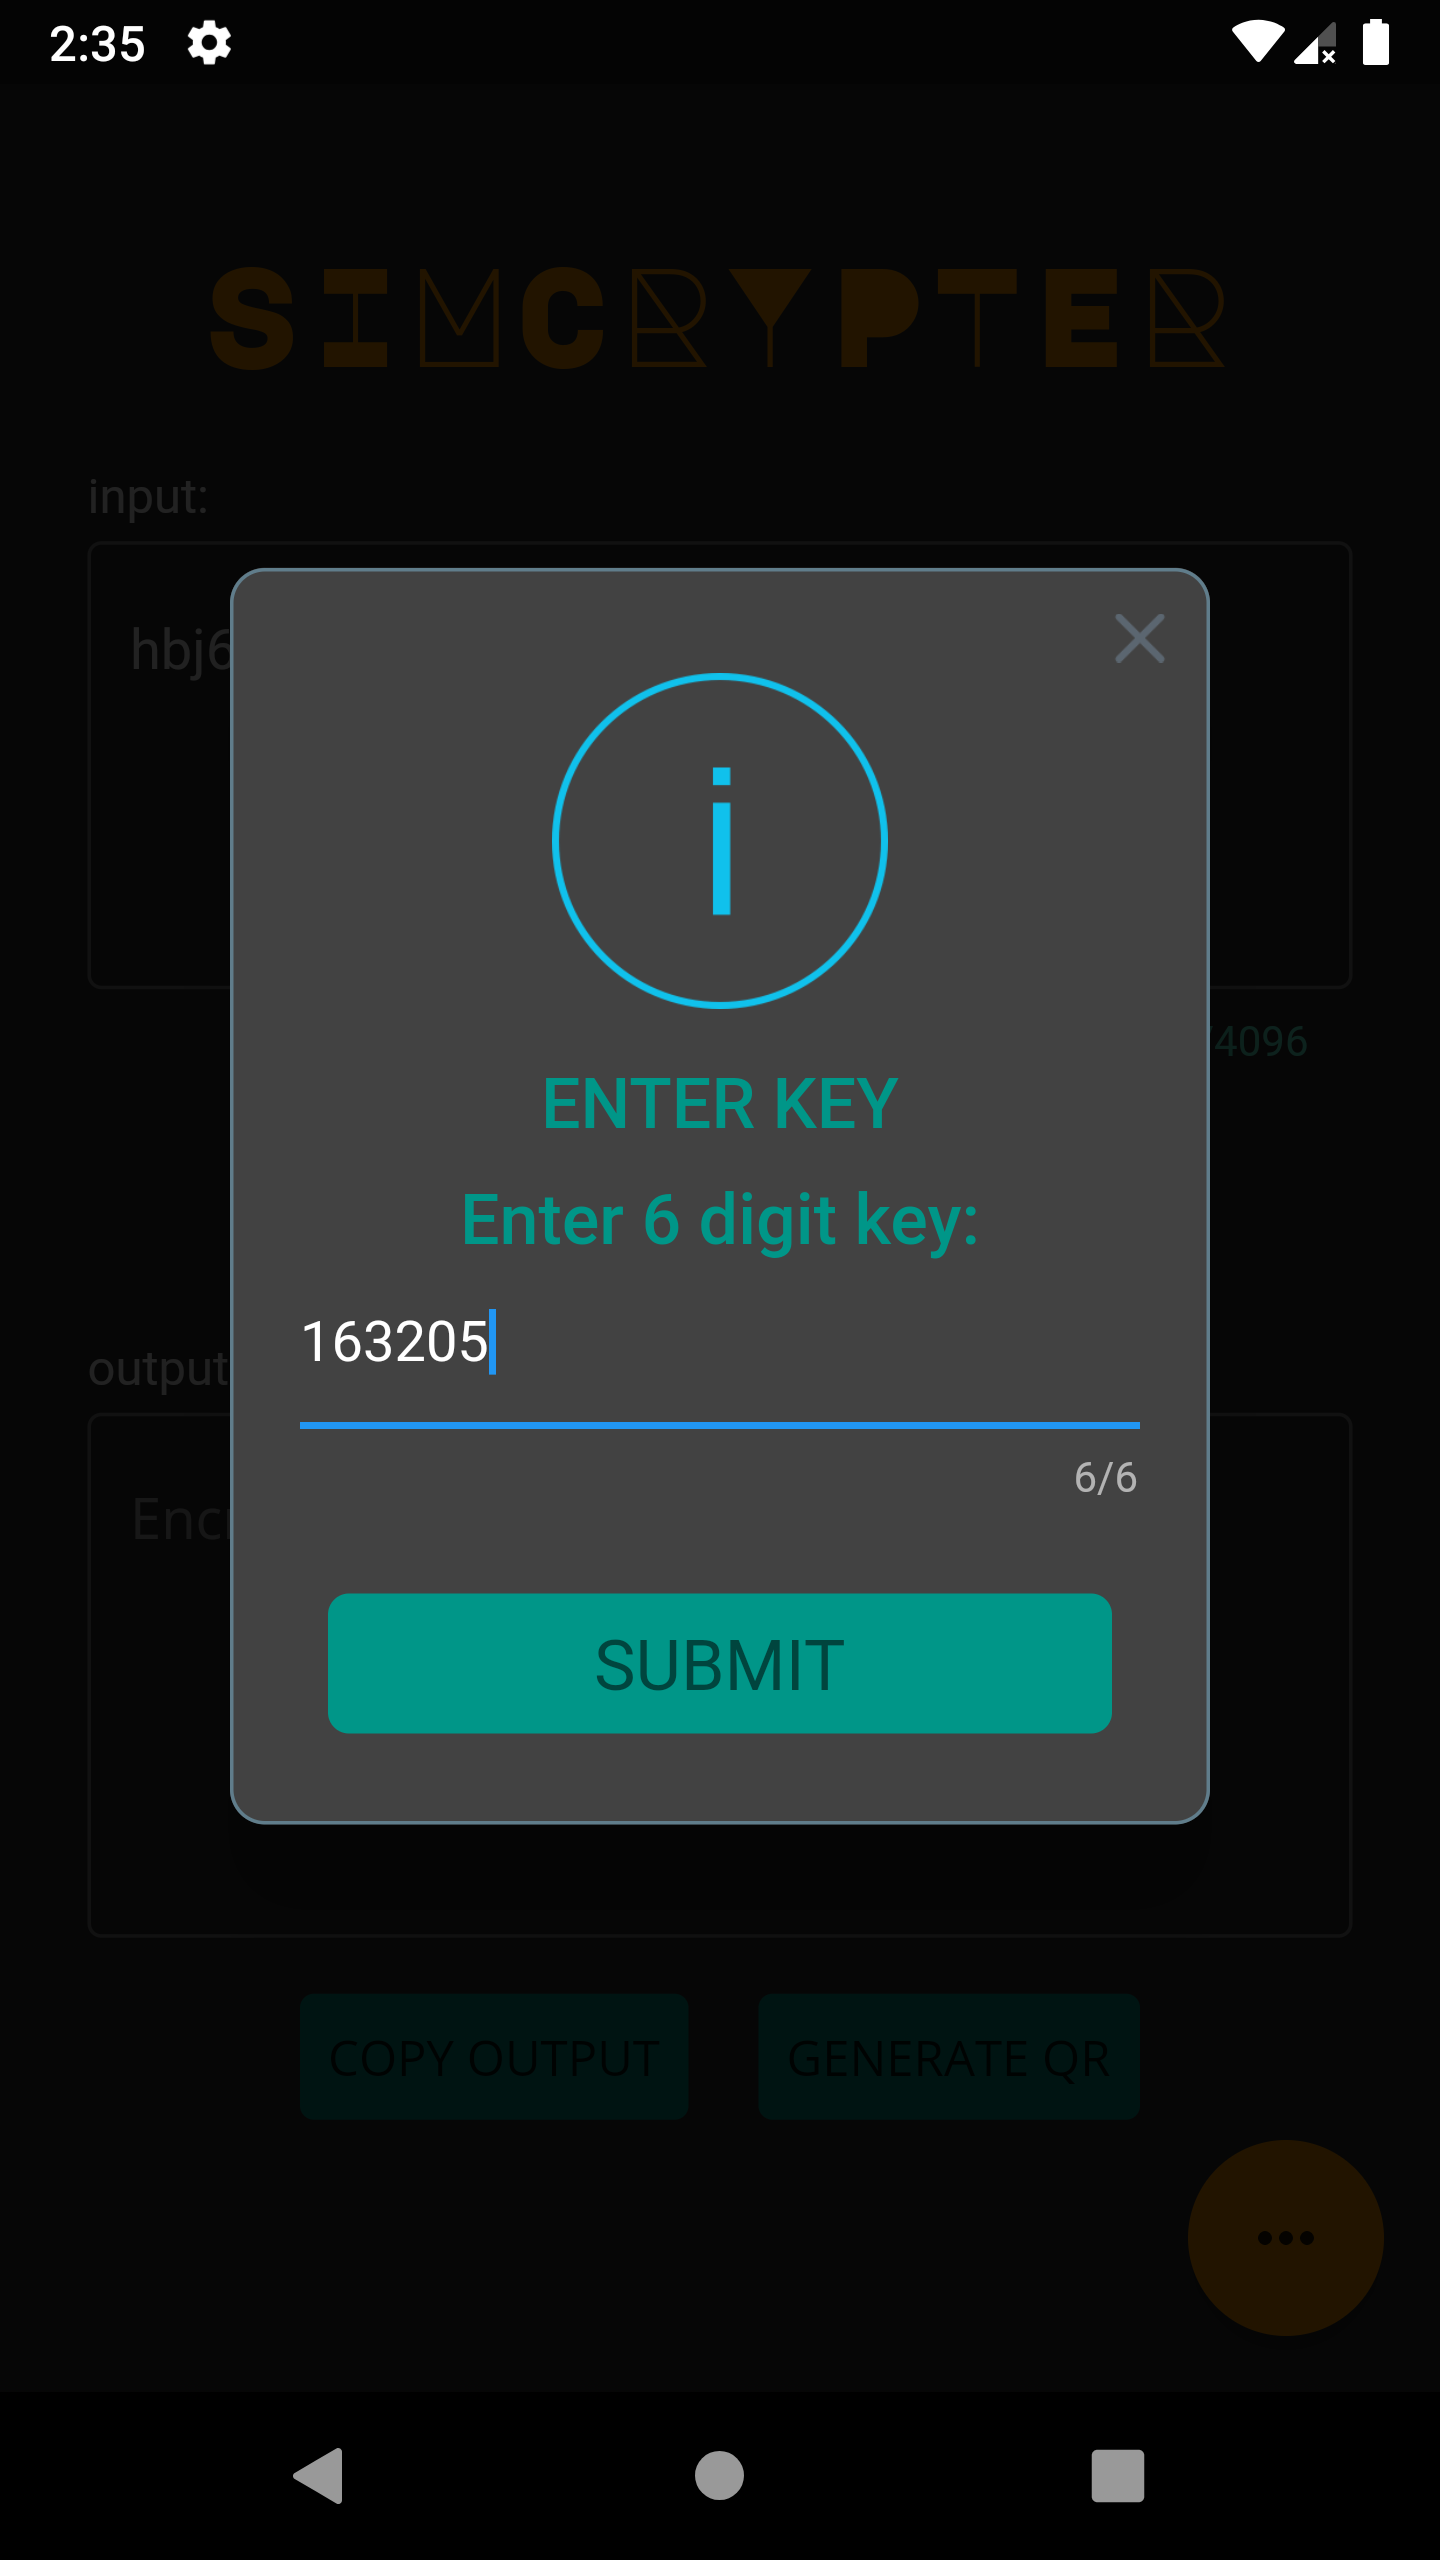 2:35
SIMCRYPTER
input:
hbj6
/4096
ENTER KEY
Enter 6 digit key:
163205
6/6
output
Enc
SUBMIT
COPY OUTPUT
GENERATE QR